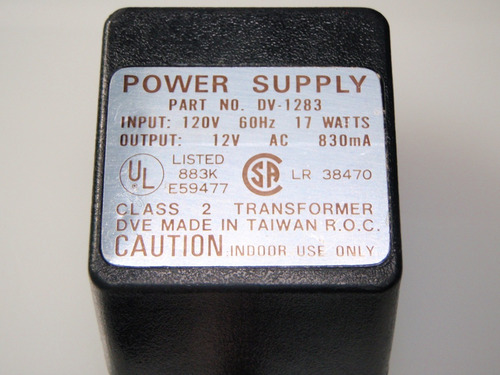 POWER SUPPLY
PART NO. DV-1283
INPUT: 120V 60Hz 17 WATTS
OUTPUT: 12V AC 830mA
UL ® LISTED 883K E59477
SA LR 38470
CLASS 2 TRANSFORMER
DVE MADE IN TAIWAN R.O.C.
CAUTION INDOOR USE ONLY